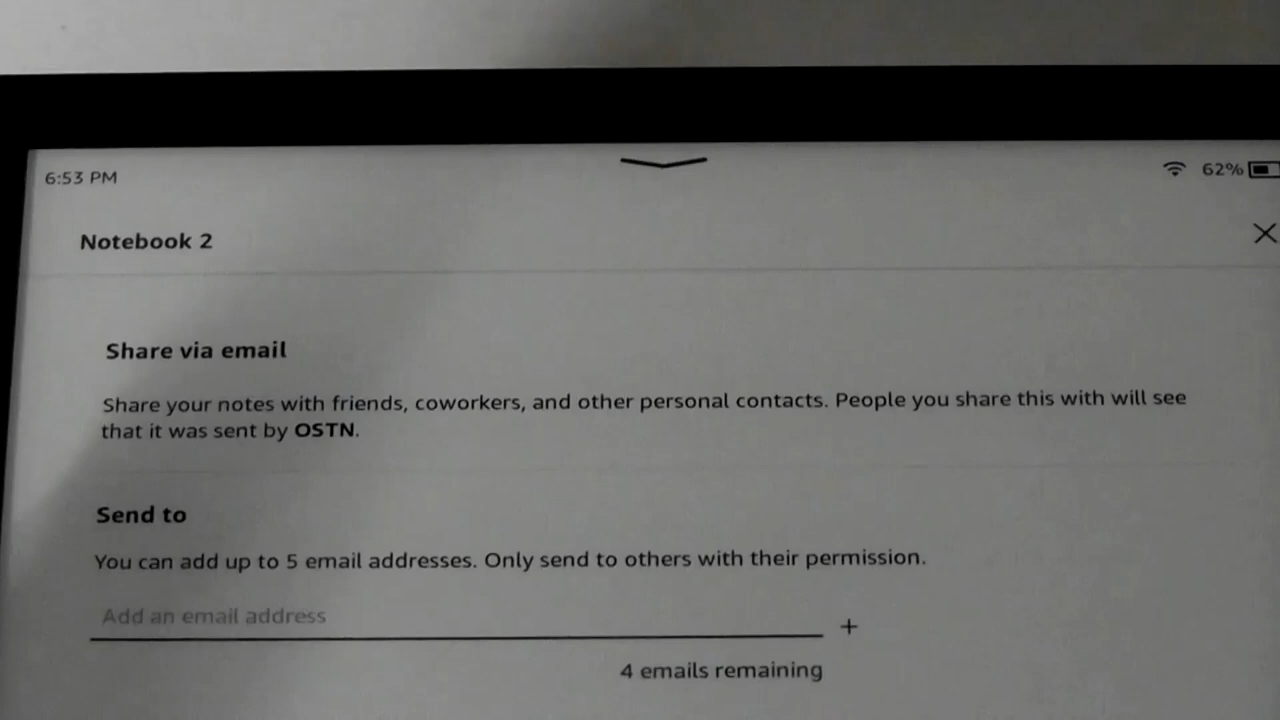 6:53 PM
62%
Notebook 2
Share via email
Share your notes with friends, coworkers, and other personal contacts. People you share this with will see
that it was sent by OSTN.
Send to
You can add up to 5 email addresses. Only send to others with their permission.
Add an email address
+
4 emails remaining